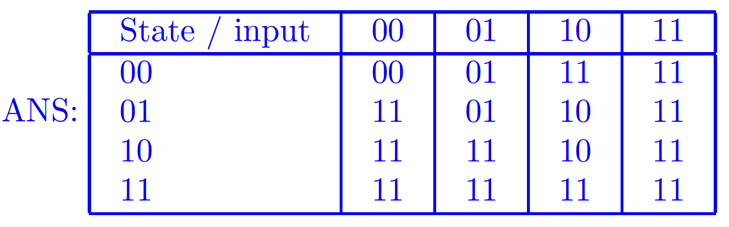 State / input 00 01 10 11
00 00 01 11 11
ANS: 01 11 01 10 11
10 11 11 10 11
11 11 11 11 11